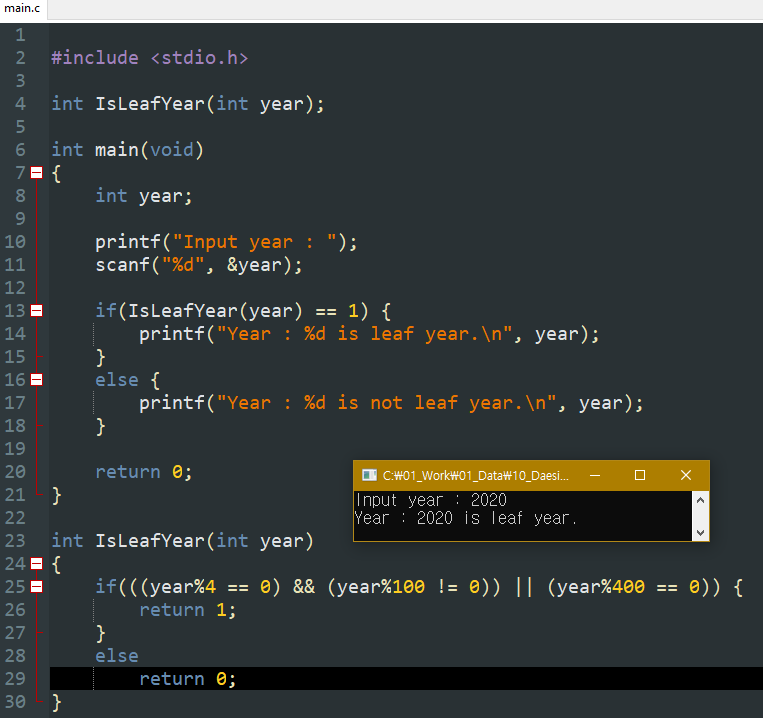 main.c
1
2 #include <stdio.h>
3
4 int IsLeafYear(int year);
5
6 int main(void)
7 {
8 int year;
9
10 printf("Input year : ");
11 scanf("%d", &year);
12
13 if(IsLeafYear(year) == 1) {
14 printf("Year : %d is leaf year.\n", year);
15 }
16 else {
17 printf("Year : %d is not leaf year.\n", year);
18 }
19
20 return 0;
21 }
22
23 int IsLeafYear(int year)
24 {
25 if(((year%4 == 0) && (year%100 != 0)) || (year%400 == 0)) {
26 return 1;
27 }
28 else
29 return 0;
30 }
C:₩01_Work₩01_Data₩10_Daesi...
Input year : 2020
Year : 2020 is leaf year.